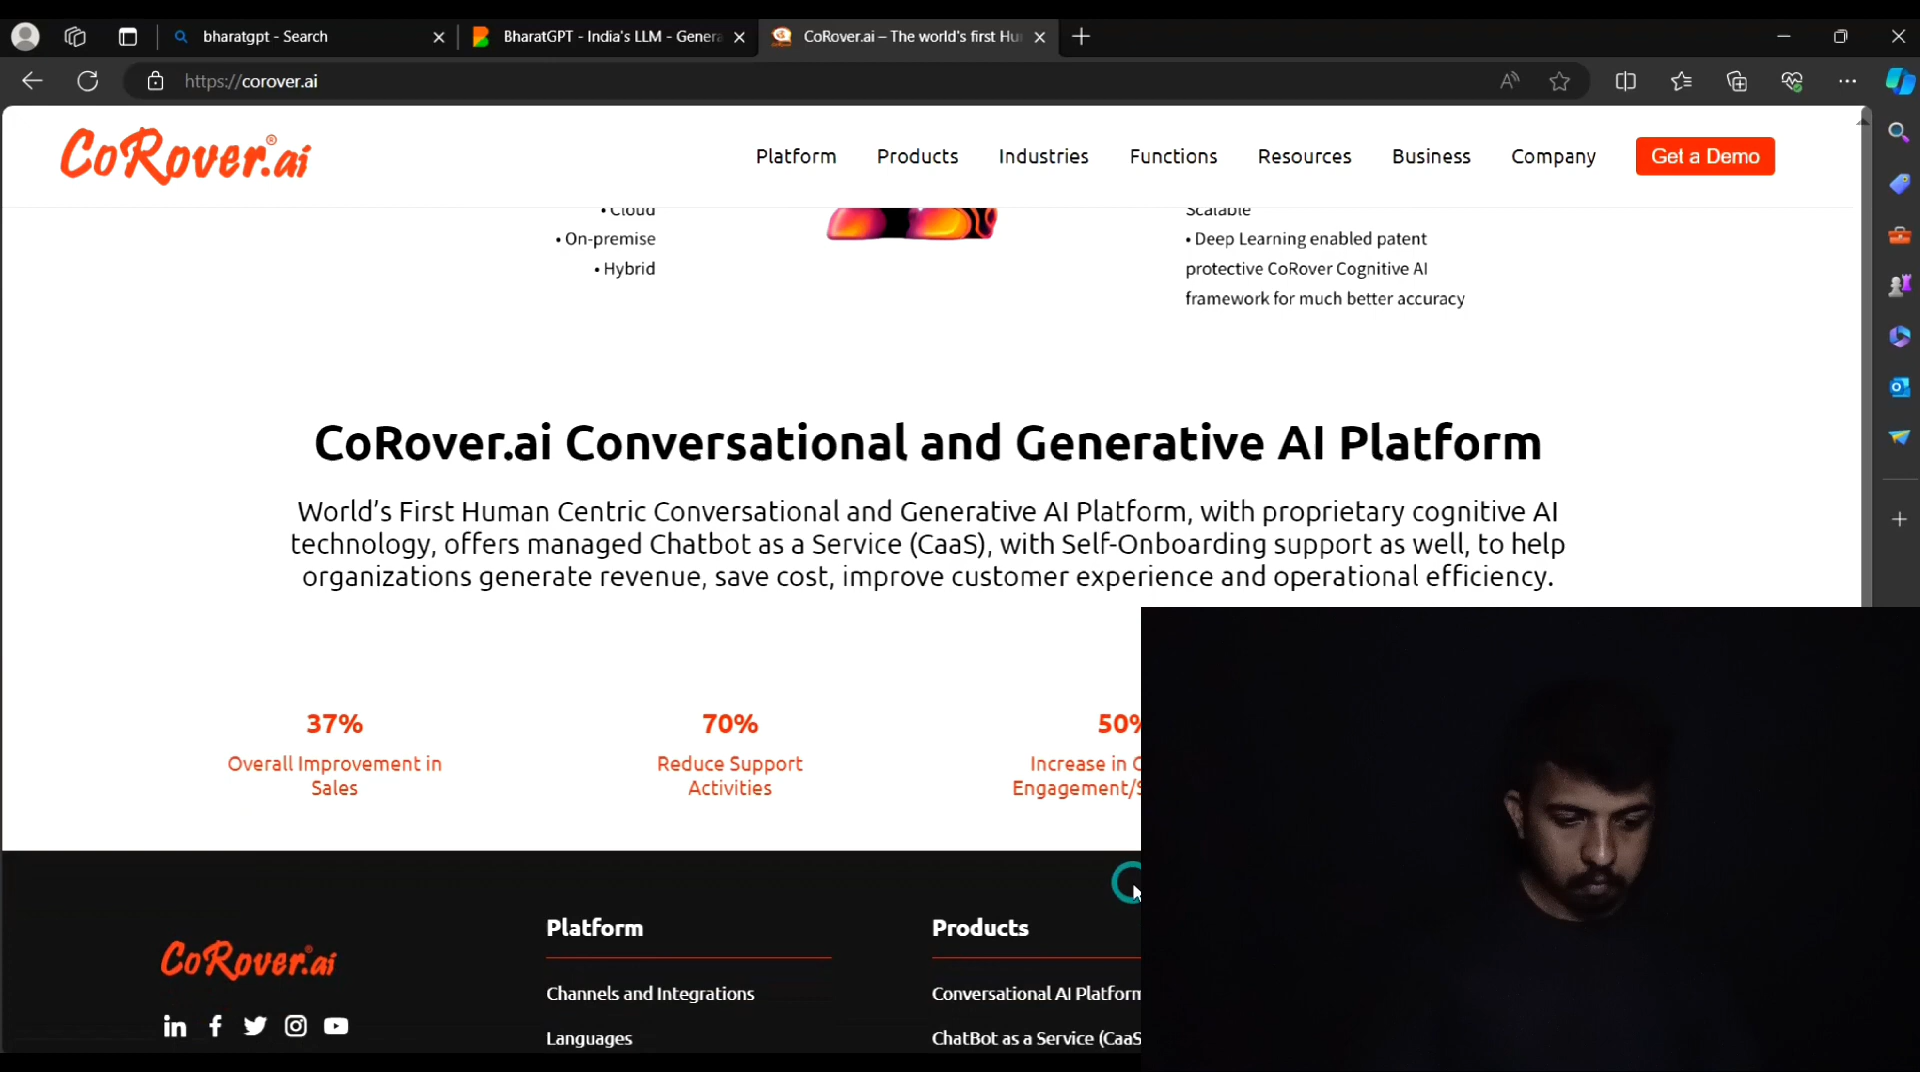 bharatgpt - Search
BharatGPT - India's LLM - Genera
CoRover.ai – The world's first Hu
https://corover.ai
CoRover.ai®
Platform
Products
Industries
Functions
Resources
Business
Company
Get a Demo
• Cloud
• On-premise
• Hybrid
Scalable
• Deep Learning enabled patent
protective CoRover Cognitive AI
framework for much better accuracy
CoRover.ai Conversational and Generative AI Platform
World's First Human Centric Conversational and Generative AI Platform, with proprietary cognitive AI
technology, offers managed Chatbot as a Service (CaaS), with Self-Onboarding support as well, to help
organizations generate revenue, save cost, improve customer experience and operational efficiency.
37%
Overall Improvement in
Sales
70%
Reduce Support
Activities
50%
Increase in
Engagement/
CoRover.ai®
Platform
Channels and Integrations
Languages
Products
Conversational AI Platform
ChatBot as a Service (CaaS